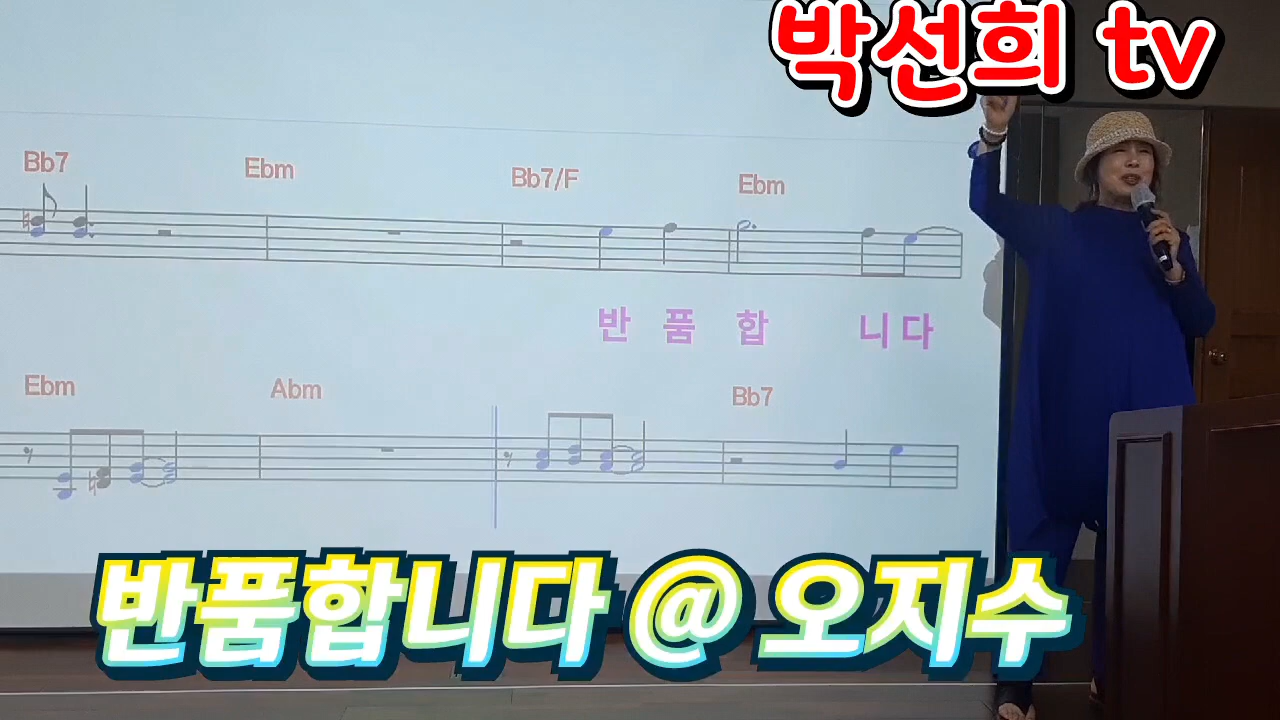 박선희 tv
Bb7 Ebm Bb7/F Ebm
반 품 합 니 다
Ebm Abm Bb7
반품합니다 @ 오지수